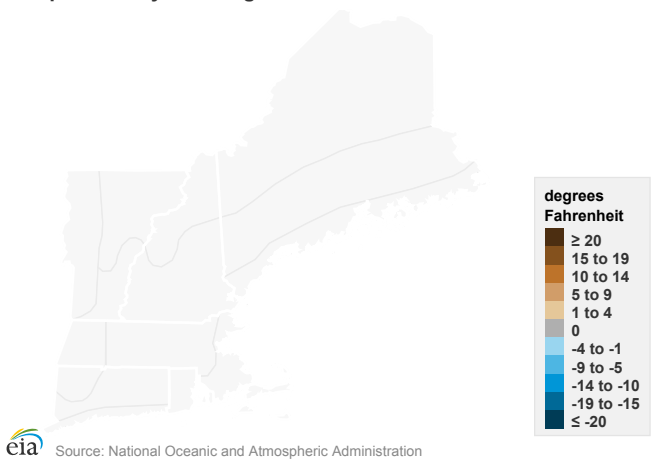 degrees
Fahrenheit
≥ 20
15 to 19
10 to 14
5 to 9
1 to 4
0
-4 to -1
-9 to -5
-14 to -10
-19 to -15
≤ -20
eia
Source: National Oceanic and Atmospheric Administration